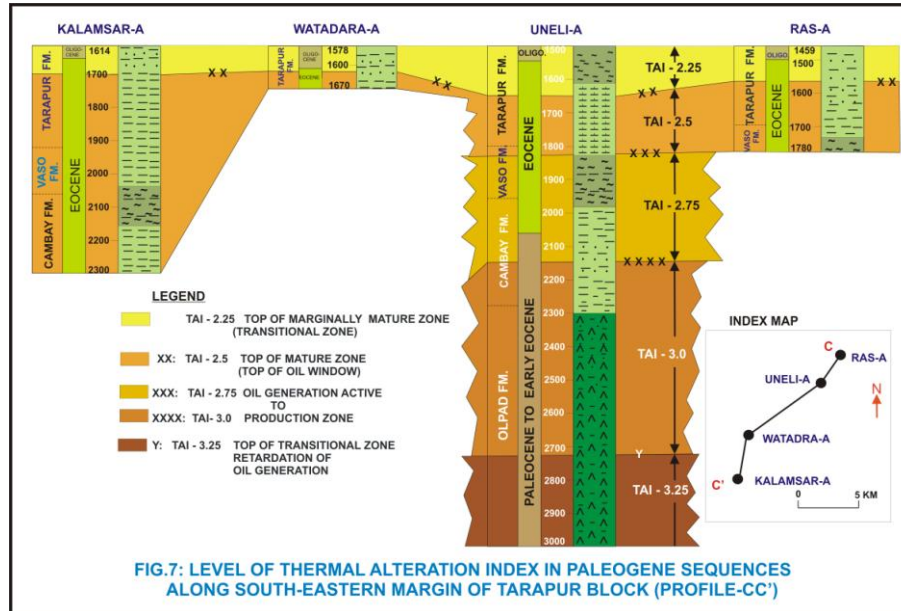 KALAMSAR-A
WATADARA-A
UNELI-A
RAS-A
TARAPUR FM.
VASO FM.
CAMBAY FM.
OLIGO-CENE
EOCENE
1614
1700
1800
1900
2000
2100
2200
2300
XX
TARAPUR FM.
OLIGO-CENE
EOCENE
1578
1600
1670
XX
TARAPUR FM.
VASO FM.
CAMBAY FM.
OLPAD FM.
OLIGO.
EOCENE
PALEOCENE TO EARLY EOCENE
1500
1600
1700
1800
1900
2000
2100
2200
2300
2400
2500
2600
2700
2800
2900
3000
TAI - 2.25
XX
TAI - 2.5
XXX
TAI - 2.75
XXXX
TAI - 3.0
Y
TAI - 3.25
TARAPUR FM.
VASO FM.
OLIGO.
EOCENE
1459
1500
1600
1700
1780
XX
LEGEND
TAI - 2.25 TOP OF MARGINALLY MATURE ZONE
(TRANSITIONAL ZONE)
XX: TAI - 2.5 TOP OF MATURE ZONE
(TOP OF OIL WINDOW)
XXX: TAI - 2.75 OIL GENERATION ACTIVE
TO
XXXX: TAI- 3.0 PRODUCTION ZONE
Y: TAI - 3.25 TOP OF TRANSITIONAL ZONE
RETARDATION OF
OIL GENERATION
INDEX MAP
C
RAS-A
UNELI-A
N
WATADRA-A
C'
KALAMSAR-A
0 5 KM
FIG.7: LEVEL OF THERMAL ALTERATION INDEX IN PALEOGENE SEQUENCES
ALONG SOUTH-EASTERN MARGIN OF TARAPUR BLOCK (PROFILE-CC')